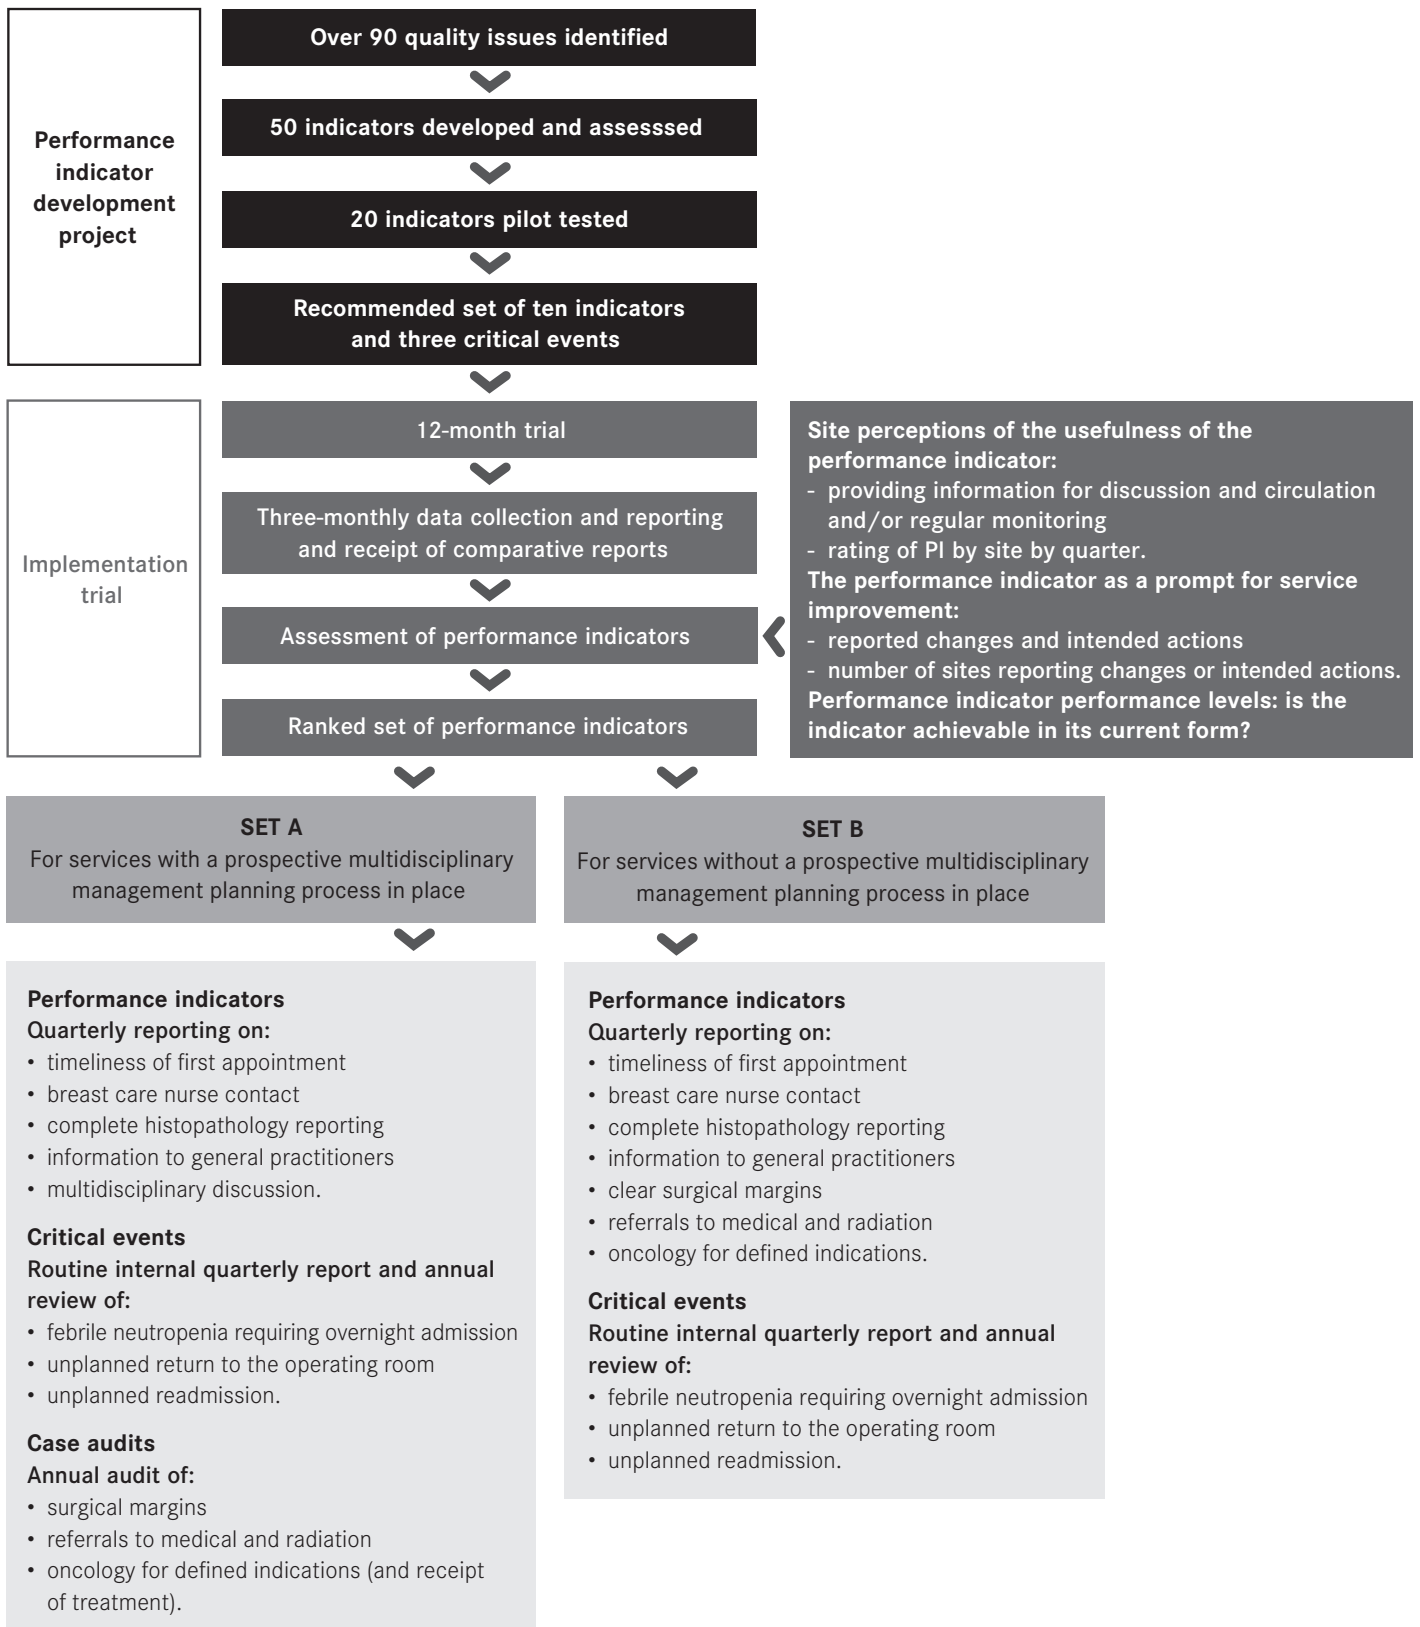 Performance
indicator
development
project
Over 90 quality issues identified
50 indicators developed and assesssed
20 indicators pilot tested
Recommended set of ten indicators
and three critical events
Implementation
trial
12-month trial
Three-monthly data collection and reporting
and receipt of comparative reports
Assessment of performance indicators
Ranked set of performance indicators
Site perceptions of the usefulness of the
performance indicator:
- providing information for discussion and circulation
and/or regular monitoring
- rating of PI by site by quarter.
The performance indicator as a prompt for service
improvement:
- reported changes and intended actions
- number of sites reporting changes or intended actions.
Performance indicator performance levels: is the
indicator achievable in its current form?
SET A
For services with a prospective multidisciplinary
management planning process in place
SET B
For services without a prospective multidisciplinary
management planning process in place
Performance indicators
Quarterly reporting on:
• timeliness of first appointment
• breast care nurse contact
• complete histopathology reporting
• information to general practitioners
• multidisciplinary discussion.
Critical events
Routine internal quarterly report and annual
review of:
• febrile neutropenia requiring overnight admission
• unplanned return to the operating room
• unplanned readmission.
Case audits
Annual audit of:
• surgical margins
• referrals to medical and radiation
• oncology for defined indications (and receipt
of treatment).
Performance indicators
Quarterly reporting on:
• timeliness of first appointment
• breast care nurse contact
• complete histopathology reporting
• information to general practitioners
• clear surgical margins
• referrals to medical and radiation
• oncology for defined indications.
Critical events
Routine internal quarterly report and annual
review of:
• febrile neutropenia requiring overnight admission
• unplanned return to the operating room
• unplanned readmission.